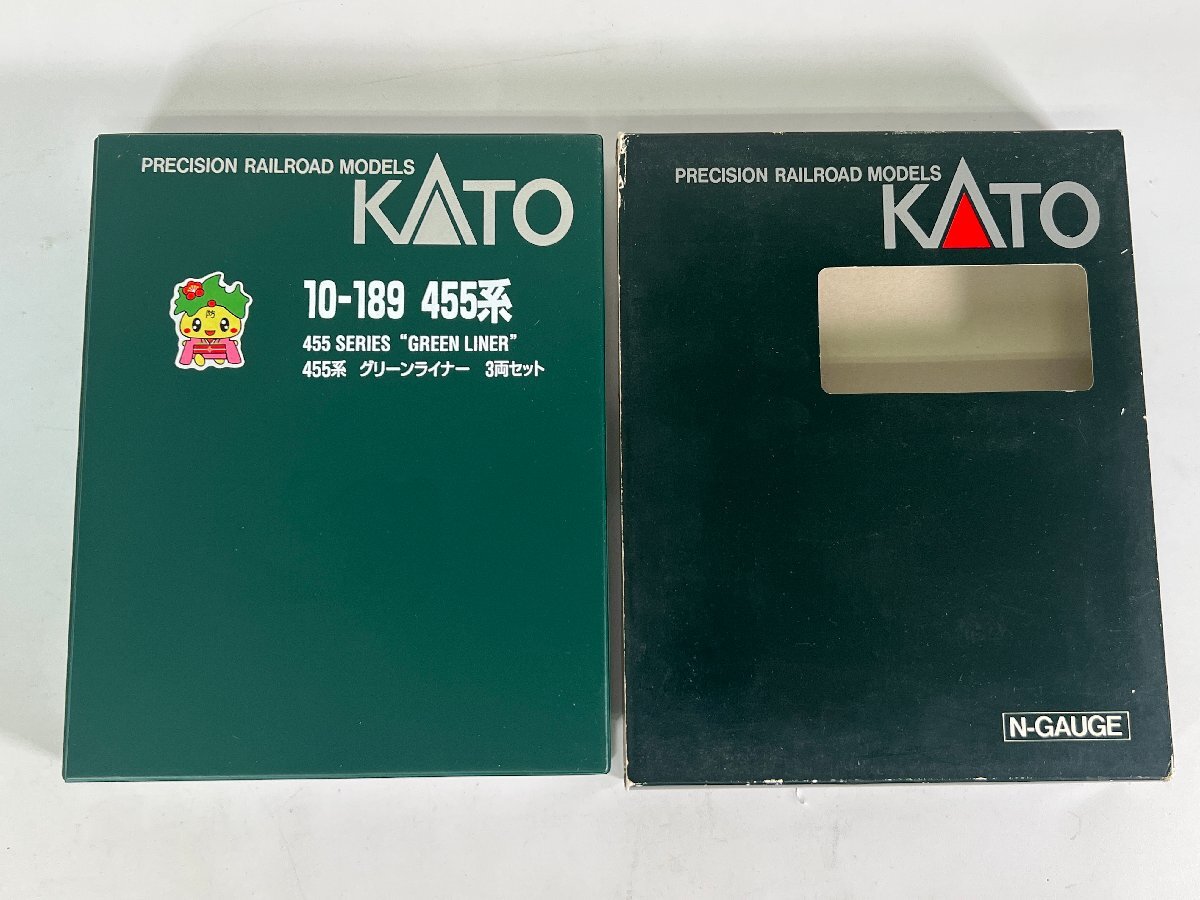 PRECISION RAILROAD MODELS
KATO
10-189 455系
455 SERIES “GREEN LINER”
455系 グリーンライナー 3両セット
PRECISION RAILROAD MODELS
KATO
N-GAUGE